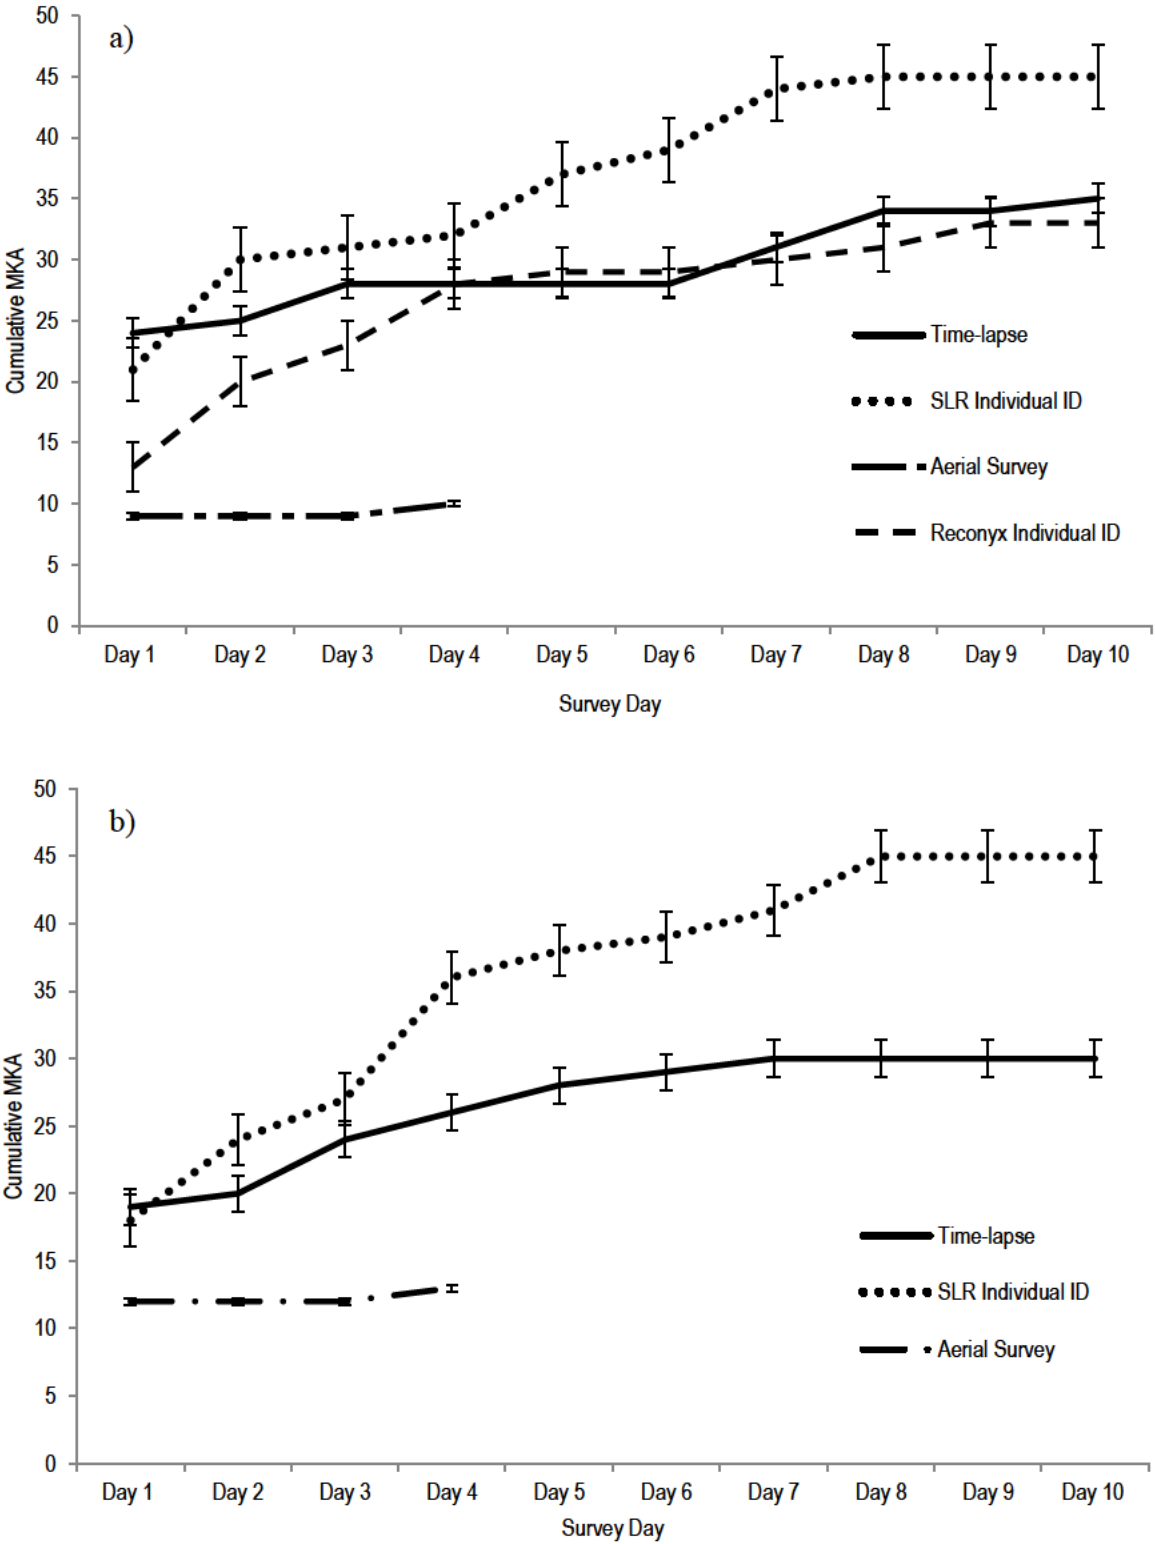 a)
50
45
40
35
30
25
20
15
10
5
0
Cumulative MKA
Time-lapse
SLR Individual ID
Aerial Survey
Reconyx Individual ID
Day 1 Day 2 Day 3 Day 4 Day 5 Day 6 Day 7 Day 8 Day 9 Day 10
Survey Day
b)
50
45
40
35
30
25
20
15
10
5
0
Cumulative MKA
Time-lapse
SLR Individual ID
Aerial Survey
Day 1 Day 2 Day 3 Day 4 Day 5 Day 6 Day 7 Day 8 Day 9 Day 10
Survey Day